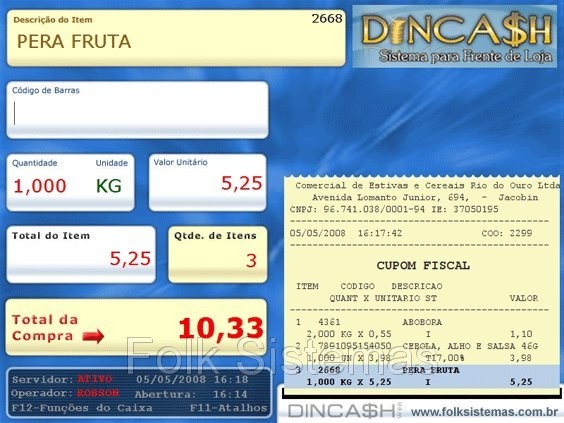 Descrição do Item
2668
PERA FRUTA
DINCA$H
Sistema para Frente de Loja
Código de Barras
Quantidade Unidade
1,000 KG
Valor Unitário
5,25
Total do Item
5,25
Qtde. de Itens
3
Total da
Compra
10,33
Servidor: ATIVO 05/05/2008 16:18
Operador: ROBSON Abertura: 16:14
F12-Funções do Caixa F11-Atalhos
Comercial de Estivas e Cereais Rio do Ouro Ltda
Avenida Lomanto Junior, 694, - Jacobin
CNPJ: 96.741.038/0001-94 IE: 37050195
05/05/2008 16:17:42 COO: 2299
CUPOM FISCAL
ITEM CODIGO DESCRICAO
QUANT X UNITARIO ST VALOR
1 4361 ABOBORA
2,000 KG X 0,55 I 1,10
2 7891095154050 CEBOLA, ALHO E SALSA 46G
1,000 UN X 3,98 T17,00% 3,98
3 2668 PERA FRUTA
1,000 KG X 5,25 I 5,25
Folk Sistemas
DINCA$H
www.folksistemas.com.br